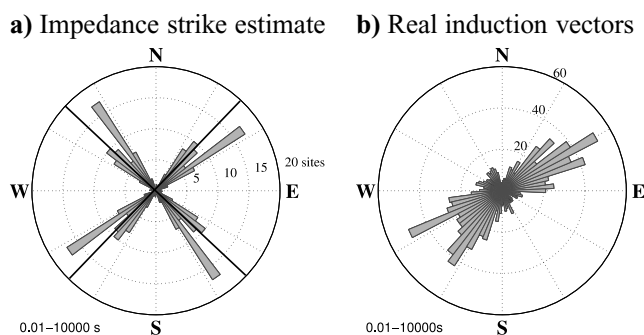 a) Impedance strike estimate
b) Real induction vectors
N
N
60
40
20
20 sites
15
10
5
W
E
W
E
S
S
0.01–10000 s
0.01–10000s